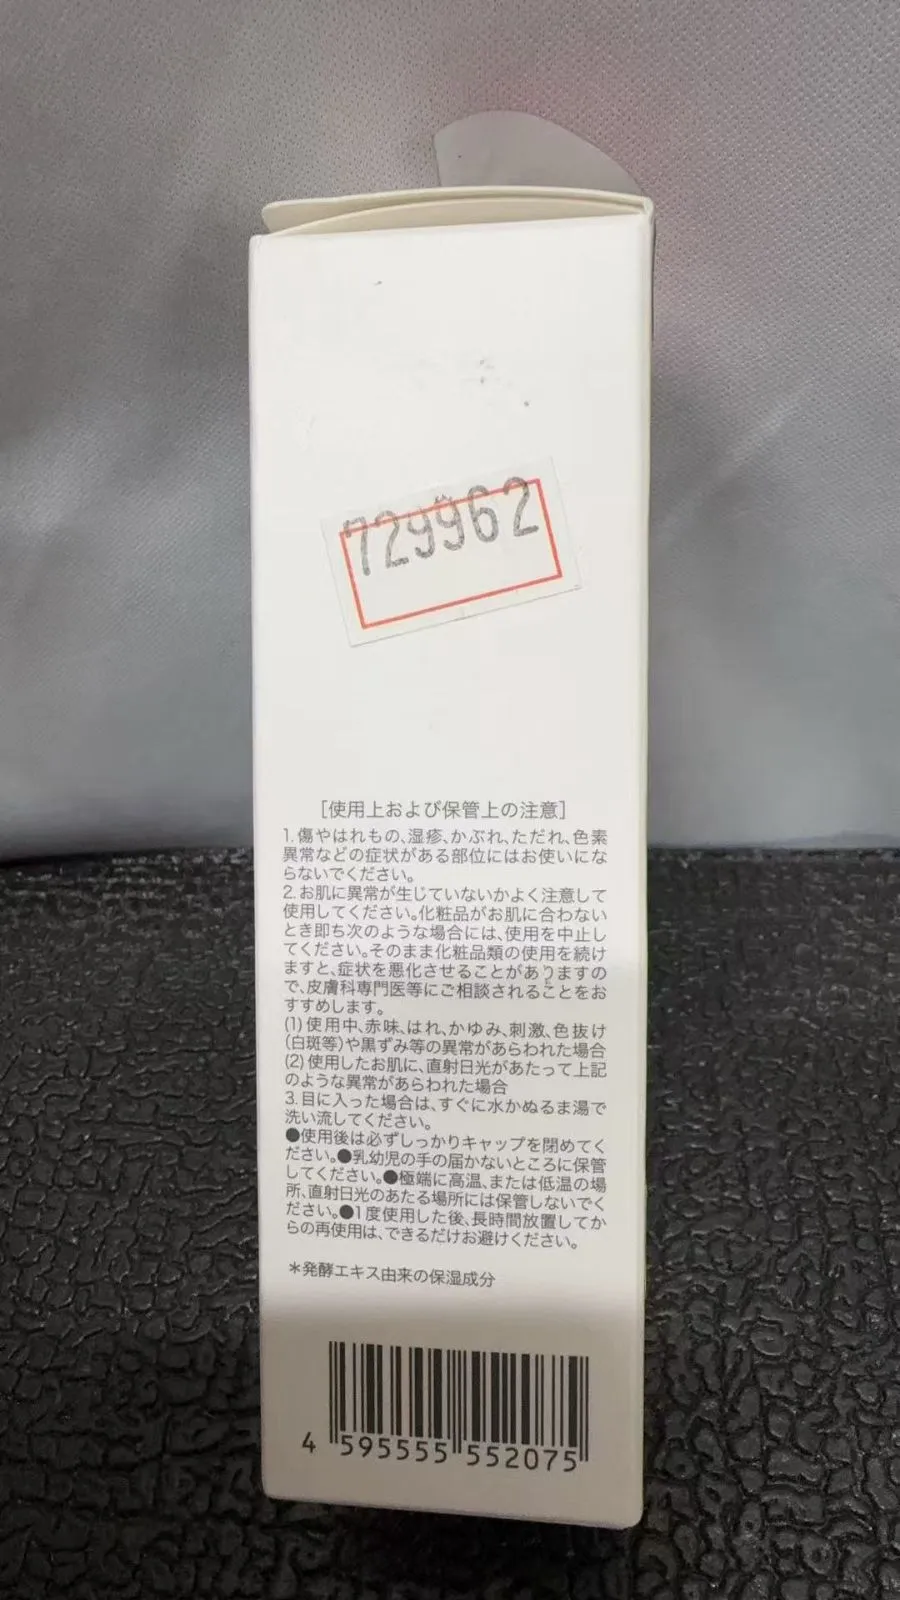 729962
［使用上および保管上の注意］
1.傷やはれもの､湿疹､かぶれ､ただれ､色素
異常などの症状がある部位にはお使いにな
らないでください。
2.お肌に異常が生じていないかよく注意して
使用してください｡化粧品がお肌に合わない
とき即ち次のような場合には､使用を中止し
てください｡そのまま化粧品類の使用を続け
ますと､症状を悪化させることがありますの
で､皮膚科専門医等にご相談されることをお
すすめします。
(1)使用中､赤味､はれ､かゆみ､刺激､色抜け
(白斑等)や黒ずみ等の異常があらわれた場合
(2)使用したお肌に､直射日光があたって上記
のような異常があらわれた場合
3.目に入った場合は､すぐに水かぬるま湯で
洗い流してください。
●使用後は必ずしっかりキャップを閉めてく
ださい｡●乳幼児の手の届かないところに保管
してください｡●極端に高温､または低温の場
所､直射日光のあたる場所には保管しないでく
ださい｡●1度使用した後､長時間放置してか
らの再使用は､できるだけお避けください。
＊発酵エキス由来の保湿成分
4 595555 552075